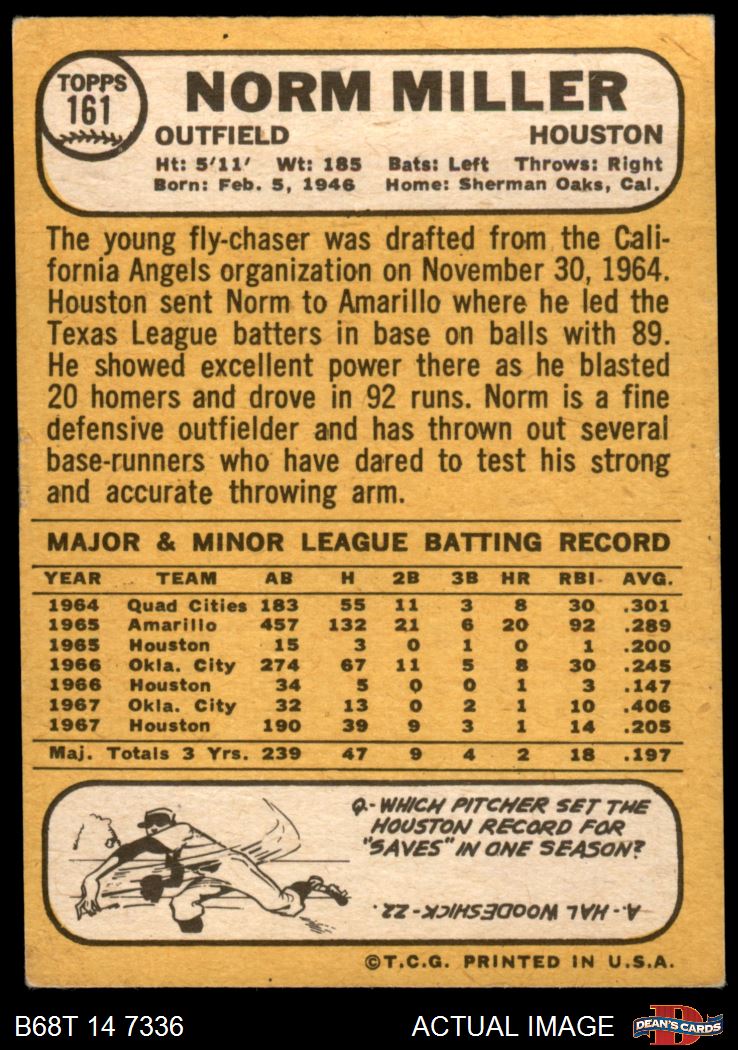 TOPPS
161
NORM MILLER
OUTFIELD HOUSTON
Ht: 5'11' Wt: 185 Bats: Left Throws: Right
Born: Feb. 5, 1946 Home: Sherman Oaks, Cal.
The young fly-chaser was drafted from the Cali-
fornia Angels organization on November 30, 1964.
Houston sent Norm to Amarillo where he led the
Texas League batters in base on balls with 89.
He showed excellent power there as he blasted
20 homers and drove in 92 runs. Norm is a fine
defensive outfielder and has thrown out several
base-runners who have dared to test his strong
and accurate throwing arm.
MAJOR & MINOR LEAGUE BATTING RECORD
YEAR TEAM AB H 2B 3B HR RBI AVG.
1964 Quad Cities 183 55 11 3 8 30 .301
1965 Amarillo 457 132 21 6 20 92 .289
1965 Houston 15 3 0 1 0 1 .200
1966 Okla. City 274 67 11 5 8 30 .245
1966 Houston 34 5 0 0 1 3 .147
1967 Okla. City 32 13 0 2 1 10 .406
1967 Houston 190 39 9 3 1 14 .205
Maj. Totals 3 Yrs. 239 47 9 4 2 18 .197
Q-WHICH PITCHER SET THE
HOUSTON RECORD FOR
"SAVES" IN ONE SEASON?
A.-HAL WOODESHICK-22.
©T.C.G. PRINTED IN U.S.A.
B68T 14 7336 ACTUAL IMAGE DEAN'S CARDS